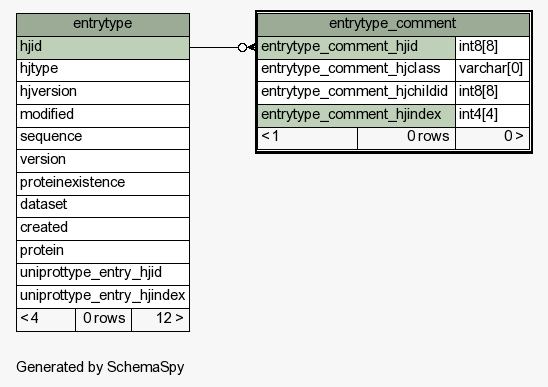 entrytype
hjid
hjtype
hjversion
modified
sequence
version
proteinexistence
dataset
created
protein
uniprottype_entry_hjid
uniprottype_entry_hjindex
< 4 0 rows 12 >
entrytype_comment
entrytype_comment_hjid int8[8]
entrytype_comment_hjclass varchar[0]
entrytype_comment_hjchildid int8[8]
entrytype_comment_hjindex int4[4]
< 1 0 rows 0 >
Generated by SchemaSpy